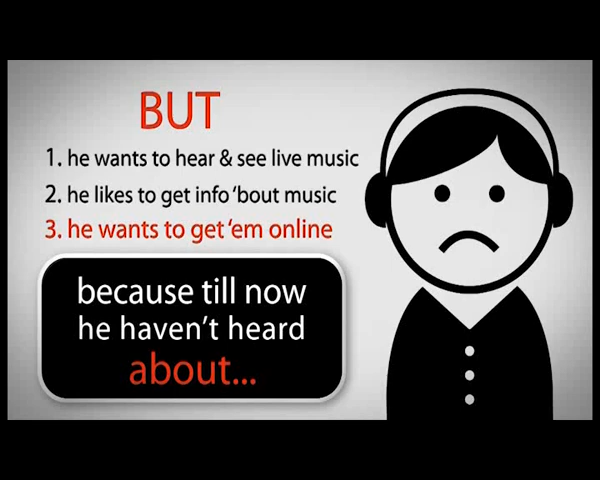 BUT
1. he wants to hear & see live music
2. he likes to get info ‘bout music
3. he wants to get ‘em online
because till now
he haven’t heard
about...